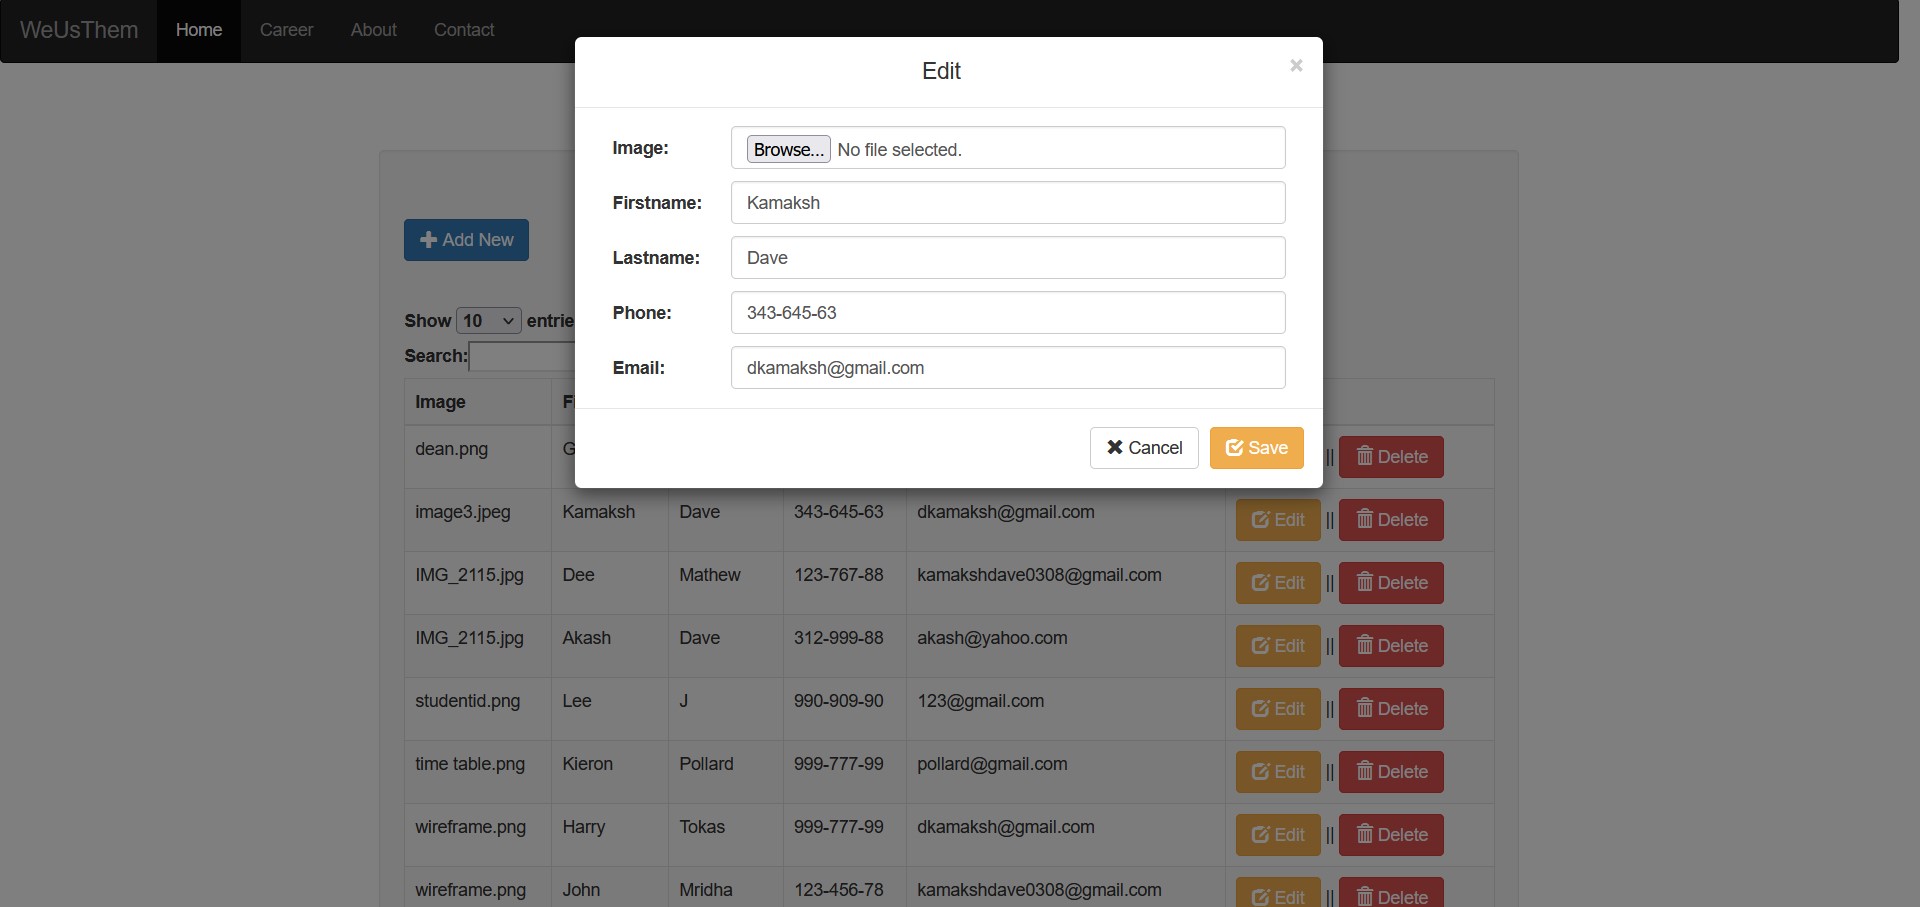 WeUsThem Home Career About Contact
Edit ×
Image: Browse... No file selected.
Firstname: Kamaksh
Lastname: Dave
Phone: 343-645-63
Email: dkamaksh@gmail.com
Cancel Save
Add New
Show 10 entrie
Search:
Image F
dean.png G || Delete
image3.jpeg Kamaksh Dave 343-645-63 dkamaksh@gmail.com Edit || Delete
IMG_2115.jpg Dee Mathew 123-767-88 kamakshdave0308@gmail.com Edit || Delete
IMG_2115.jpg Akash Dave 312-999-88 akash@yahoo.com Edit || Delete
studentid.png Lee J 990-909-90 123@gmail.com Edit || Delete
time table.png Kieron Pollard 999-777-99 pollard@gmail.com Edit || Delete
wireframe.png Harry Tokas 999-777-99 dkamaksh@gmail.com Edit || Delete
wireframe.png John Mridha 123-456-78 kamakshdave0308@gmail.com Edit || Delete